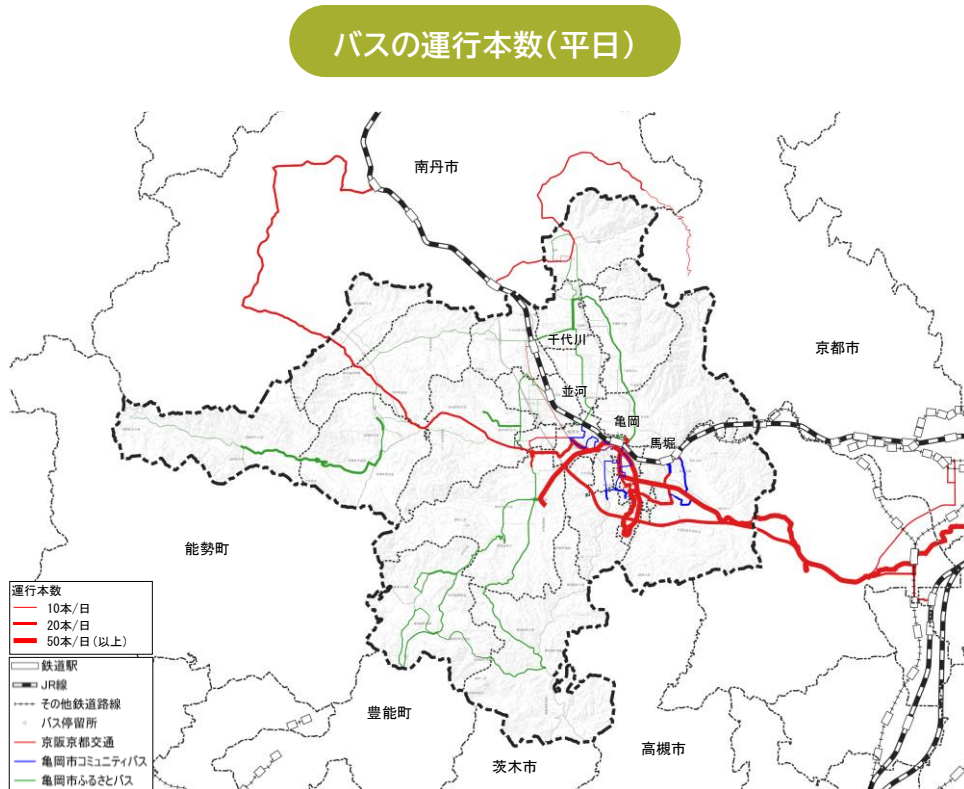 バスの運行本数(平日)
南丹市
京都市
千代川
並河
亀岡
馬堀
能勢町
豊能町
茨木市
高槻市
運行本数
10本/日
20本/日
50本/日(以上)
鉄道駅
JR線
その他鉄道路線
バス停留所
京阪京都交通
亀岡市コミュニティバス
亀岡市ふるさとバス